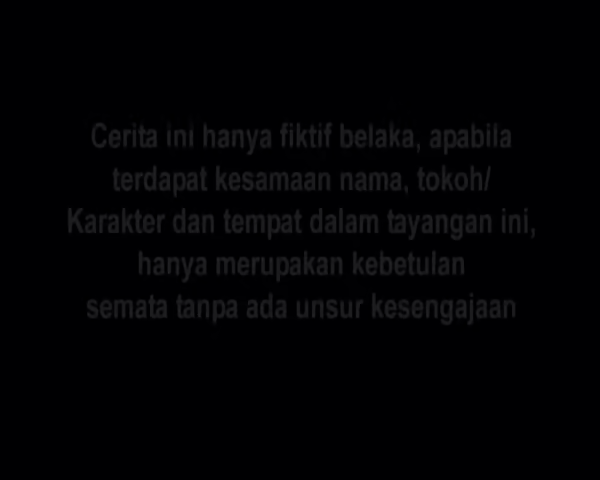 Cerita ini hanya fiktif belaka, apabila
terdapat kesamaan nama, tokoh/
Karakter dan tempat dalam tayangan ini,
hanya merupakan kebetulan
semata tanpa ada unsur kesengajaan